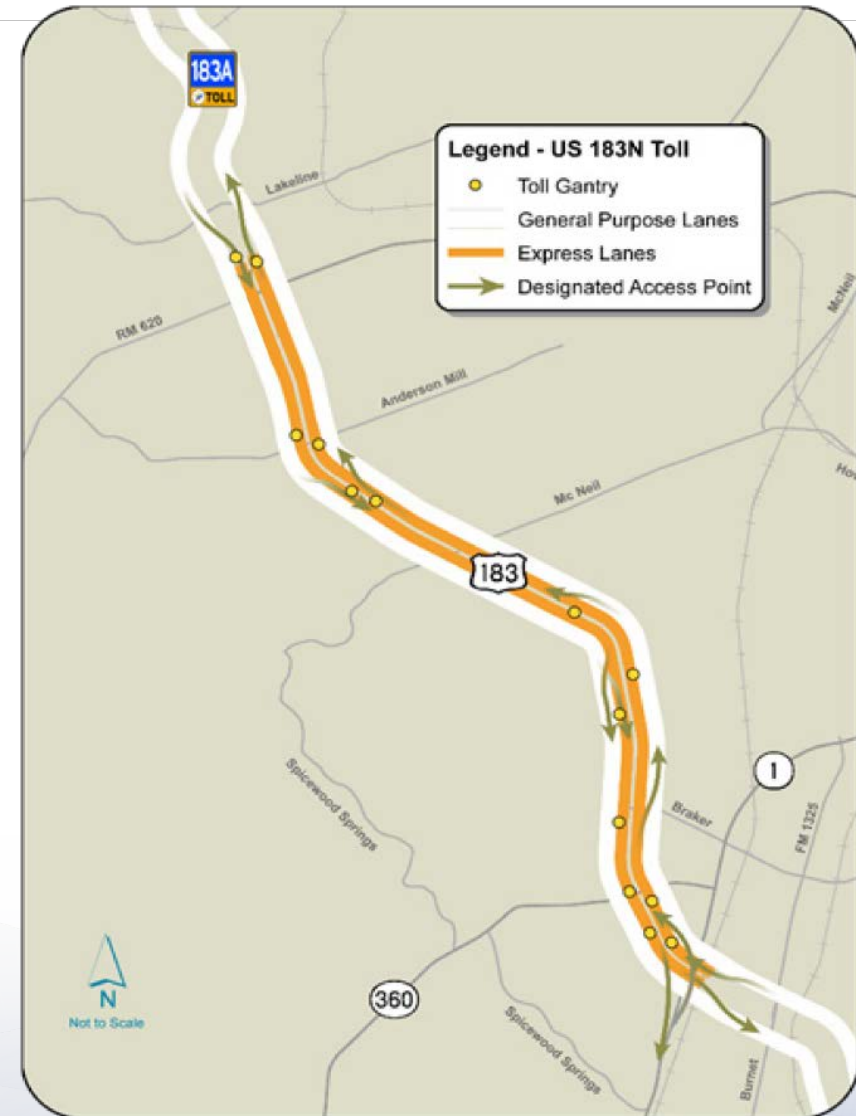 183A
TOLL
Legend - US 183N Toll
Toll Gantry
General Purpose Lanes
Express Lanes
Designated Access Point
Lakeline
McNeil
RM 620
Anderson Mill
Mc Neil
183
1
Spicewood Springs
Braker
FM 1325
N
Not to Scale
360
Spicewood Springs
Burnet